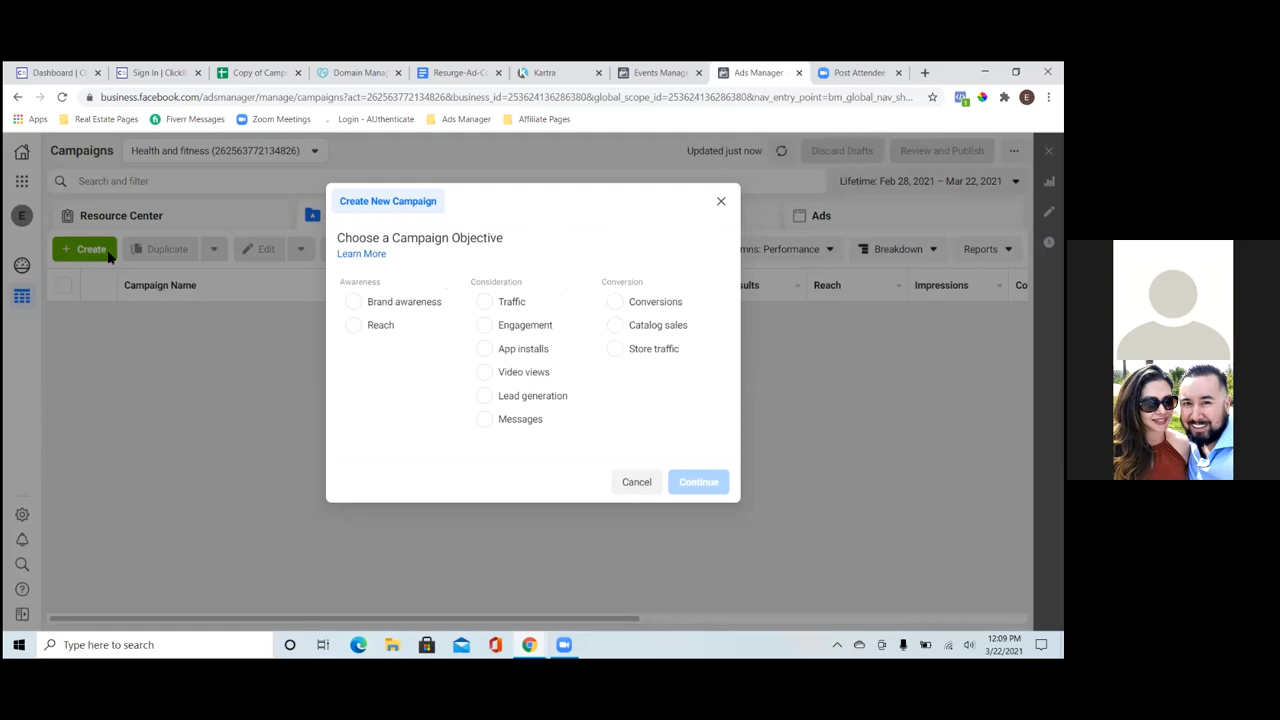 Dashboard | Cl
Sign In | ClickB
Copy of Camp
Domain Mana
Resurge-Ad-Co
Kartra
Events Manag
Ads Manager -
Post Attendee
business.facebook.com/adsmanager/manage/campaigns?act=262563772134826&business_id=253624136286380&global_scope_id=253624136286380&nav_entry_point=bm_global_nav_sh...
Apps
Real Estate Pages
Fiverr Messages
Zoom Meetings
Login - AUthenticate
Ads Manager
Affiliate Pages
Campaigns
Health and fitness (262563772134826)
Updated just now
Discard Drafts
Review and Publish
Search and filter
Lifetime: Feb 28, 2021 – Mar 22, 2021
Create New Campaign
Resource Center
Ads
E
Choose a Campaign Objective
Learn More
+ Create
Duplicate
Edit
mns: Performance
Breakdown
Reports
Campaign Name
Awareness
Consideration
Conversion
sults
Reach
Impressions
Co
Brand awareness
Traffic
Conversions
Reach
Engagement
Catalog sales
App installs
Store traffic
Video views
Lead generation
Messages
Cancel
Continue
Type here to search
12:09 PM
3/22/2021